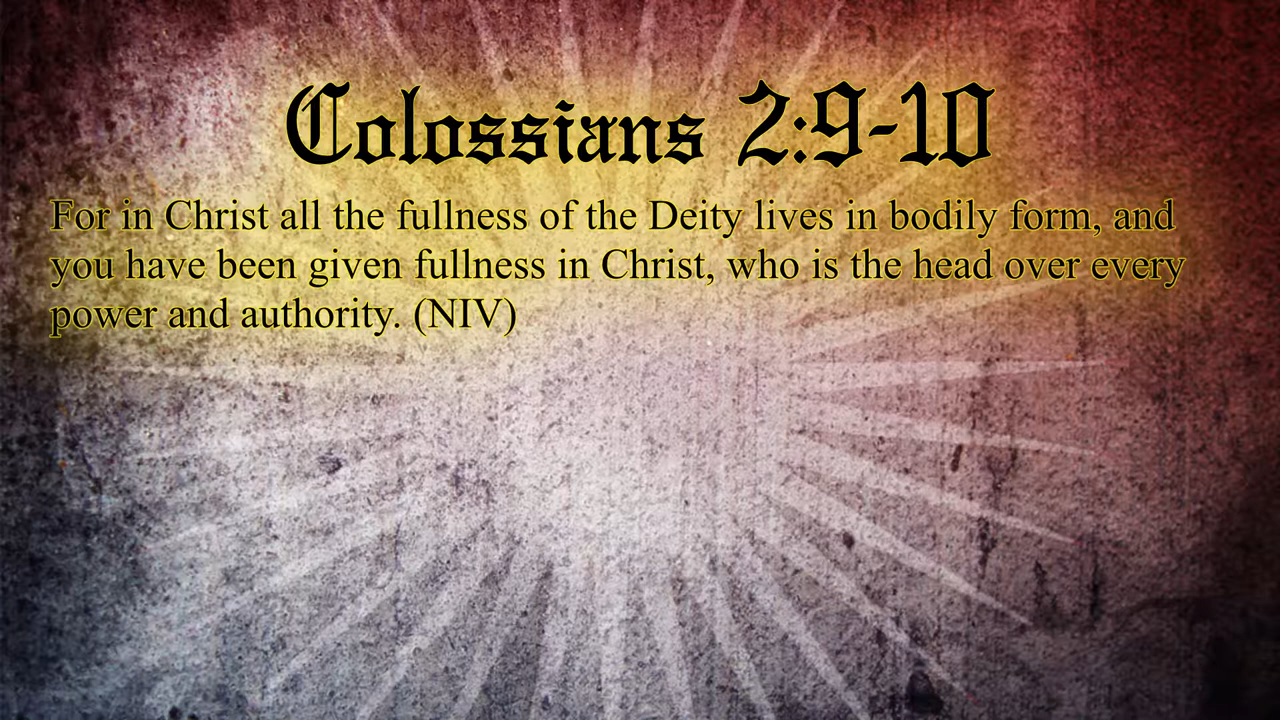 Colossians 2:9-10
For in Christ all the fullness of the Deity lives in bodily form, and
you have been given fullness in Christ, who is the head over every
power and authority. (NIV)